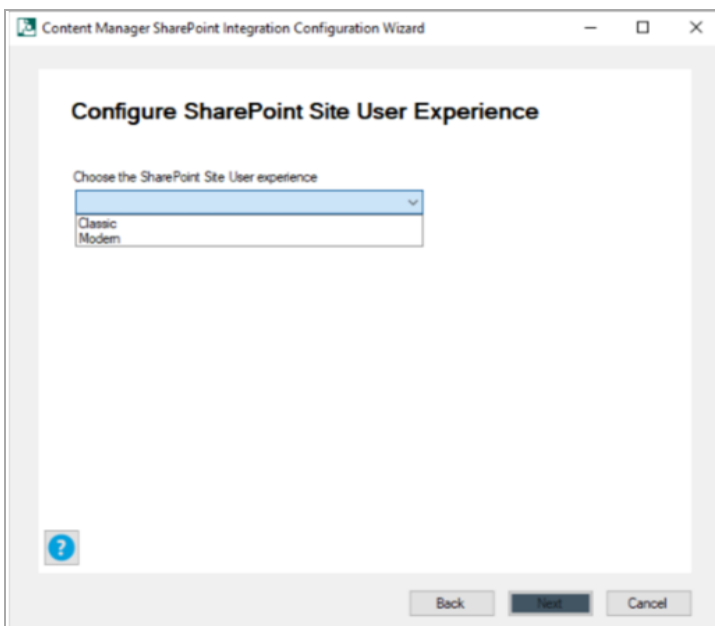 Content Manager SharePoint Integration Configuration Wizard
Configure SharePoint Site User Experience
Choose the SharePoint Site User experience
Classic
Modern
?
Back Next Cancel